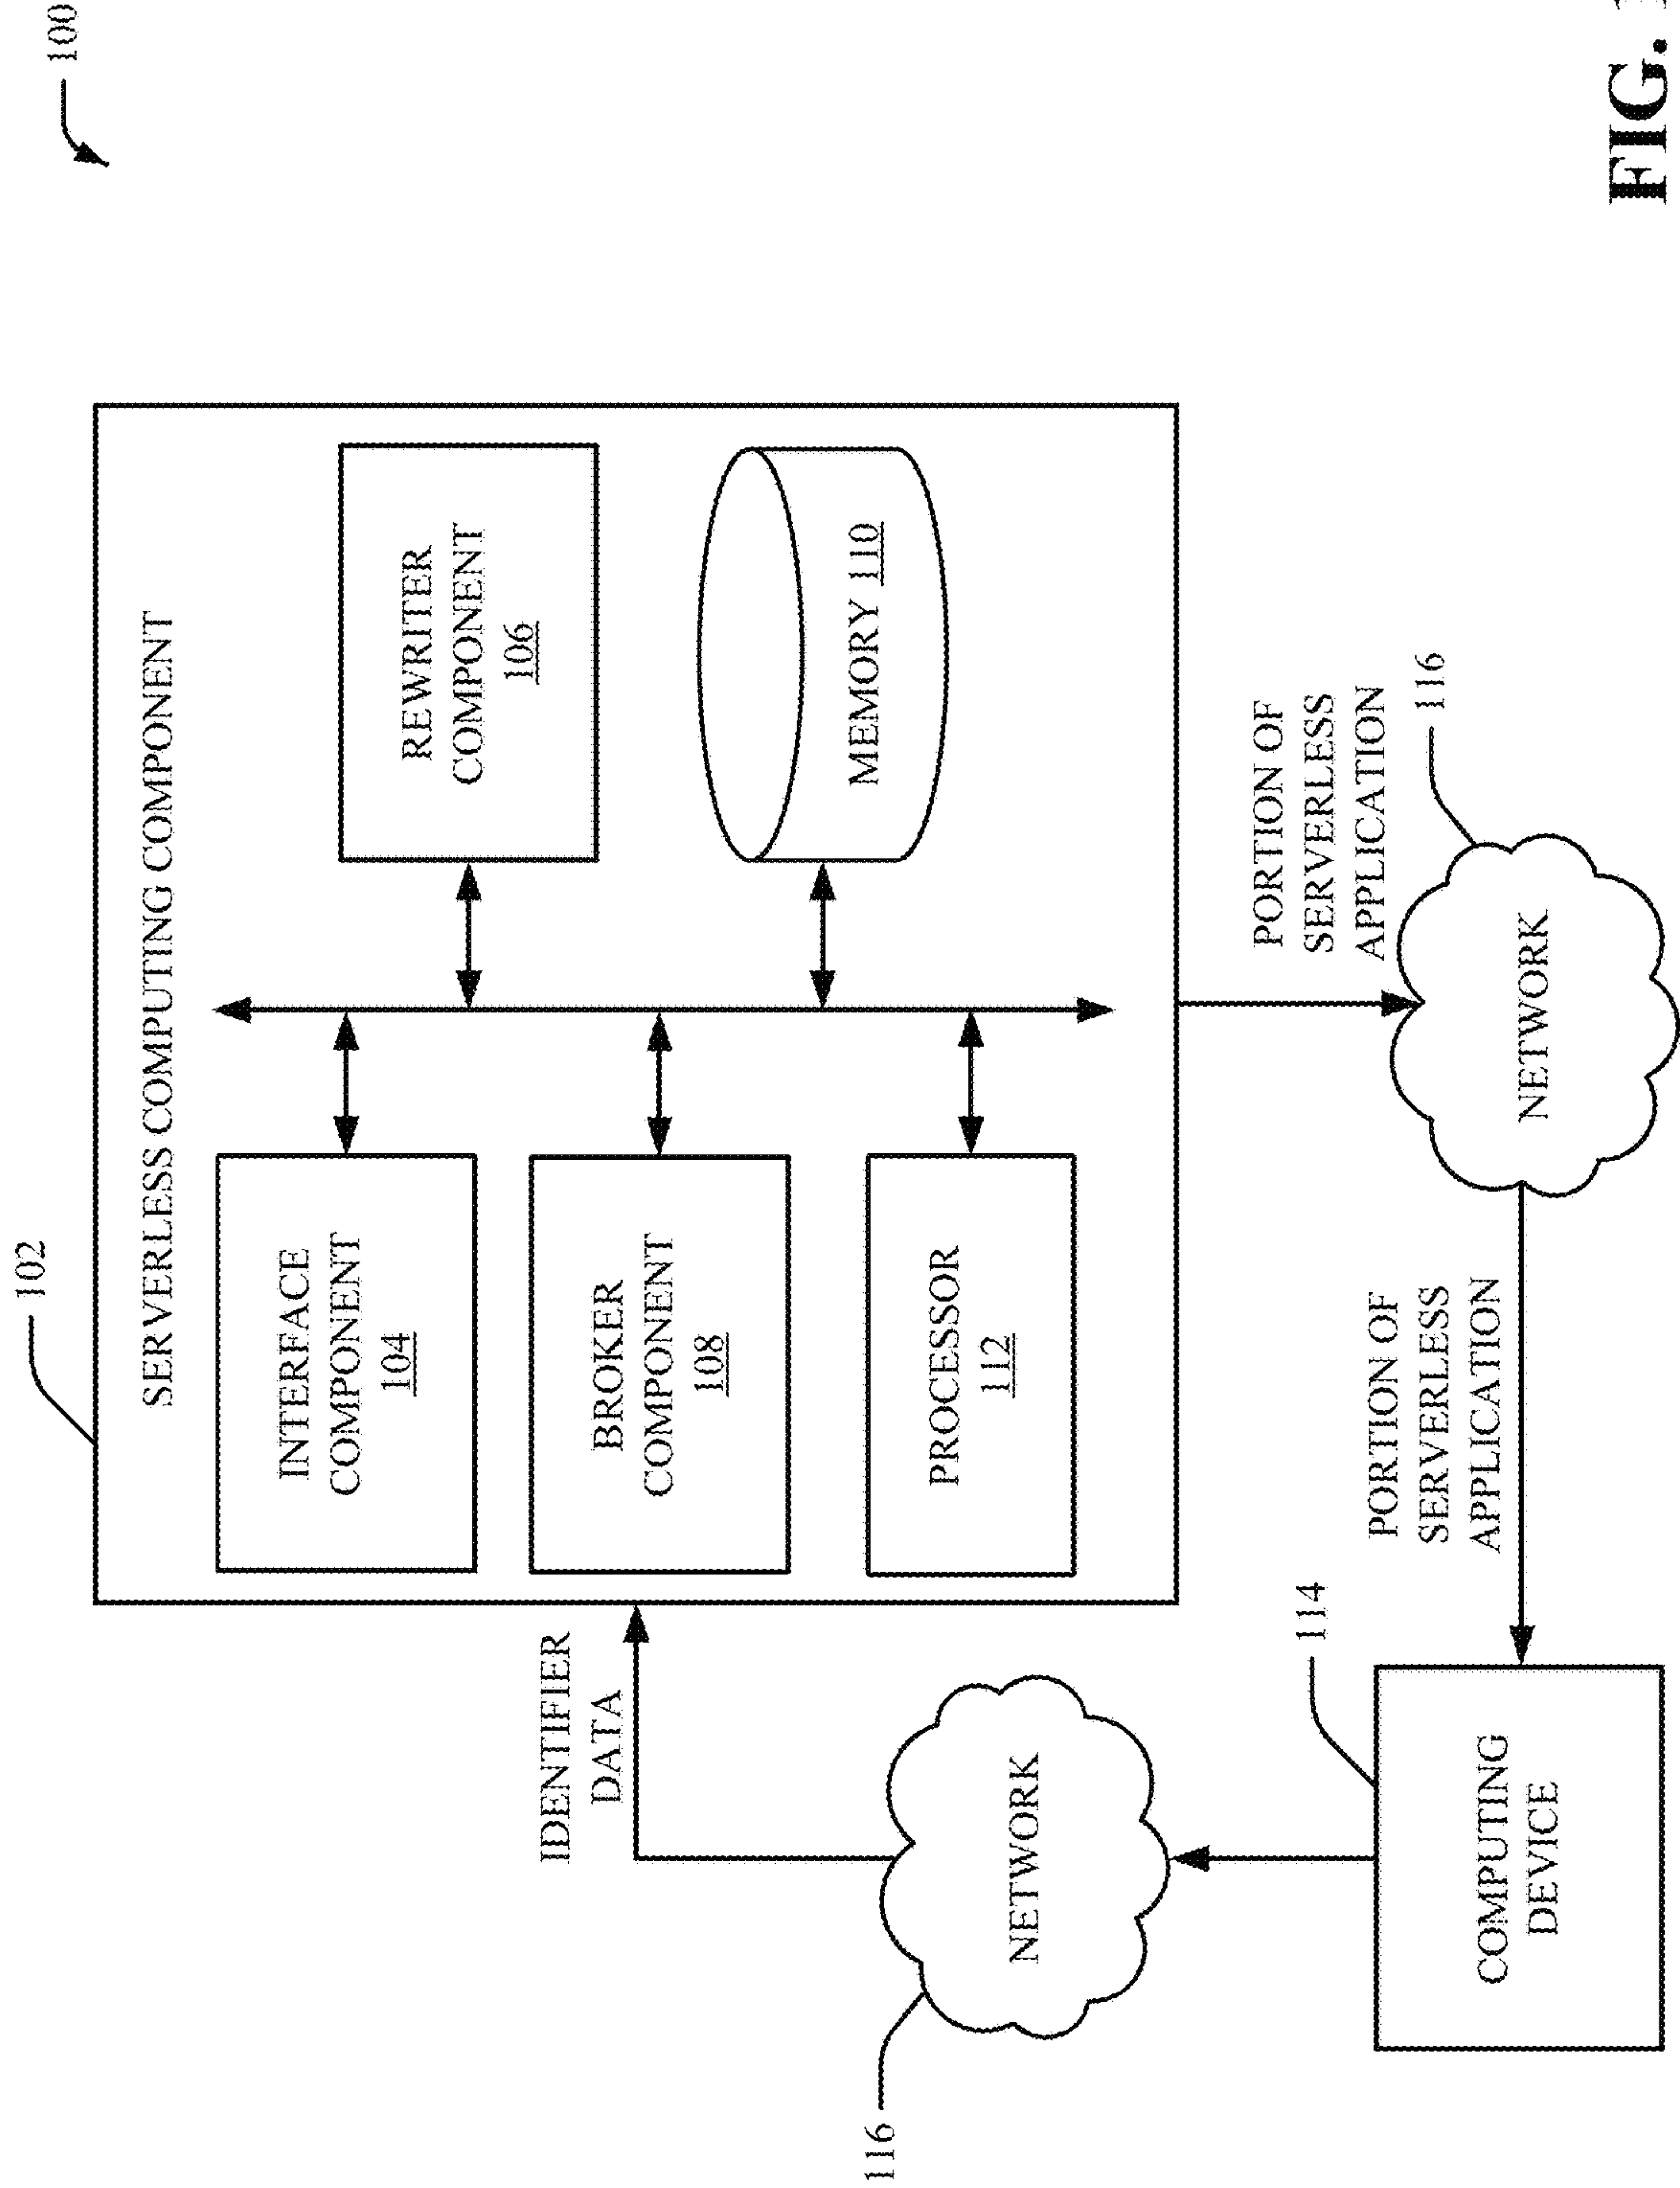 100
102
SERVERLESS COMPUTING COMPONENT
INTERFACE
COMPONENT
104
REWRITER
COMPONENT
106
BROKER
COMPONENT
108
MEMORY 110
PROCESSOR
112
IDENTIFIER
DATA
116
NETWORK
PORTION OF
SERVERLESS
APPLICATION
116
NETWORK
114
COMPUTING
DEVICE
PORTION OF
SERVERLESS
APPLICATION
FIG.